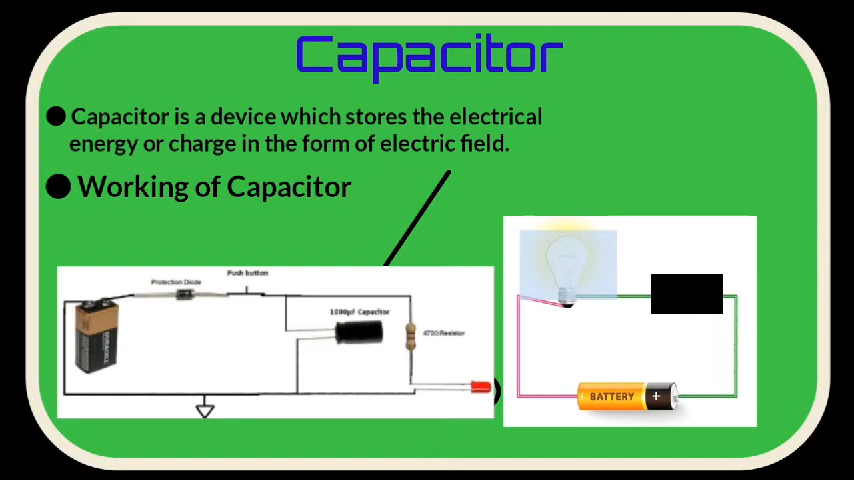 Capacitor
● Capacitor is a device which stores the electrical
energy or charge in the form of electric field.
● Working of Capacitor
Push button
Protection Diode
1000µF Capacitor
470Ω Resistor
DURACELL
BATTERY +